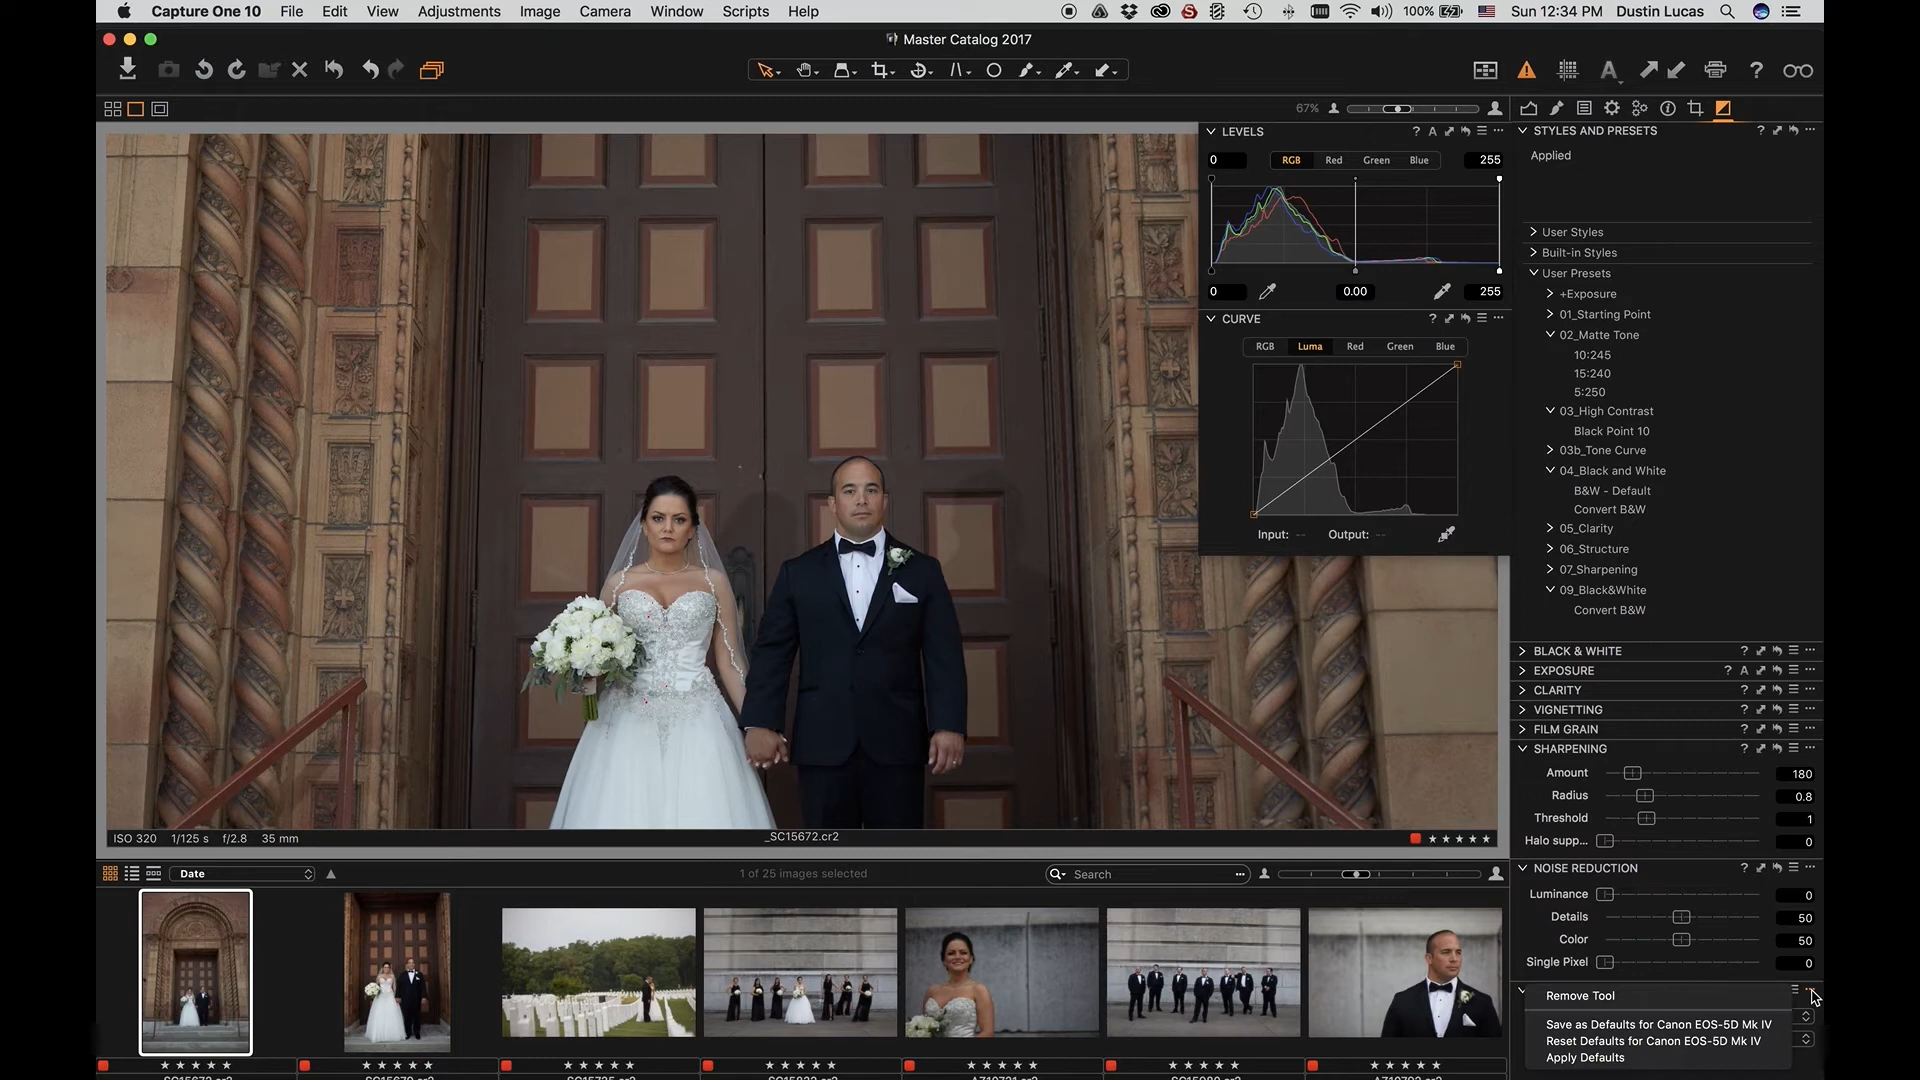 Capture One 10 File Edit View Adjustments Image Camera Window Scripts Help 100% Sun 12:34 PM Dustin Lucas
Master Catalog 2017
67%
LEVELS ? A
0 RGB Red Green Blue 255
0 0.00 255
CURVE ?
RGB Luma Red Green Blue
Input: -- Output: --
STYLES AND PRESETS ?
Applied
User Styles
Built-in Styles
User Presets
+Exposure
01_Starting Point
02_Matte Tone
10:245
15:240
5:250
03_High Contrast
Black Point 10
03b_Tone Curve
04_Black and White
B&W - Default
Convert B&W
05_Clarity
06_Structure
07_Sharpening
09_Black&White
Convert B&W
BLACK & WHITE ?
EXPOSURE ? A
CLARITY ?
VIGNETTING ?
FILM GRAIN ?
SHARPENING ?
Amount 180
Radius 0.8
Threshold 1
Halo supp... 0
NOISE REDUCTION ?
Luminance 0
Details 50
Color 50
Single Pixel 0
Remove Tool
Save as Defaults for Canon EOS-5D Mk IV
Reset Defaults for Canon EOS-5D Mk IV
Apply Defaults
ISO 320 1/125 s f/2.8 35 mm _SC15672.cr2
Date 1 of 25 images selected Search